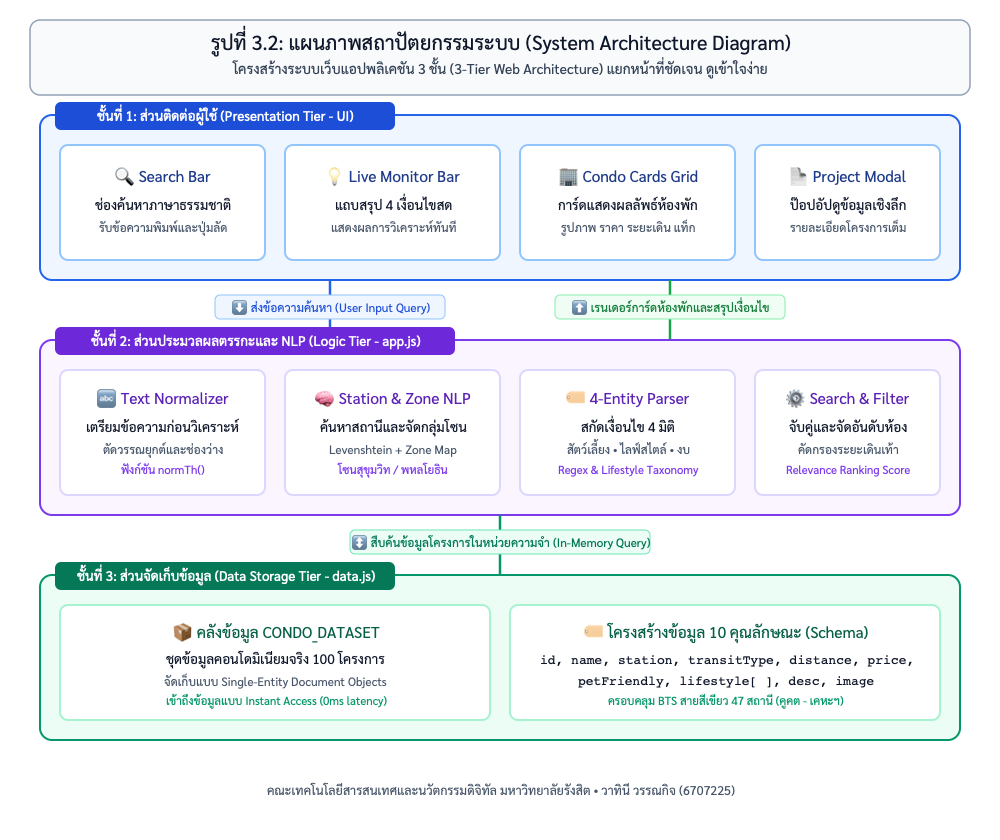 รูปที่ 3.2: แผนภาพสถาปัตยกรรมระบบ (System Architecture Diagram)
โครงสร้างระบบเว็บแอปพลิเคชัน 3 ชั้น (3-Tier Web Architecture) แยกหน้าที่ชัดเจน ดูเข้าใจง่าย
ชั้นที่ 1: ส่วนติดต่อผู้ใช้ (Presentation Tier - UI)
🔍 Search Bar
ช่องค้นหาภาษาธรรมชาติ
รับข้อความพิมพ์และปุ่มลัด
💡 Live Monitor Bar
แถบสรุป 4 เงื่อนไขสด
แสดงผลการวิเคราะห์ทันที
🏢 Condo Cards Grid
การ์ดแสดงผลลัพธ์ห้องพัก
รูปภาพ ราคา ระยะเดิน แท็ก
📄 Project Modal
ป๊อปอัปดูข้อมูลเชิงลึก
รายละเอียดโครงการเต็ม
⬇️ ส่งข้อความค้นหา (User Input Query)
⬆️ เรนเดอร์การ์ดห้องพักและสรุปเงื่อนไข
ชั้นที่ 2: ส่วนประมวลผลตรรกะและ NLP (Logic Tier - app.js)
🔤 Text Normalizer
เตรียมข้อความก่อนวิเคราะห์
ตัดวรรณยุกต์และช่องว่าง
ฟังก์ชัน normTh()
🧠 Station & Zone NLP
ค้นหาสถานีและจัดกลุ่มโซน
Levenshtein + Zone Map
โซนสุขุมวิท / พหลโยธิน
🏷️ 4-Entity Parser
สกัดเงื่อนไข 4 มิติ
สัตว์เลี้ยง • ไลฟ์สไตล์ • งบ
Regex & Lifestyle Taxonomy
⚙️ Search & Filter
จับคู่และจัดอันดับห้อง
คัดกรองระยะเดินเท้า
Relevance Ranking Score
↕️ สืบค้นข้อมูลโครงการในหน่วยความจำ (In-Memory Query)
ชั้นที่ 3: ส่วนจัดเก็บข้อมูล (Data Storage Tier - data.js)
📦 คลังข้อมูล CONDO_DATASET
ชุดข้อมูลคอนโดมิเนียมจริง 100 โครงการ
จัดเก็บแบบ Single-Entity Document Objects
เข้าถึงข้อมูลแบบ Instant Access (0ms latency)
🏷️ โครงสร้างข้อมูล 10 คุณลักษณะ (Schema)
id, name, station, transitType, distance, price,
petFriendly, lifestyle[ ], desc, image
ครอบคลุม BTS สายสีเขียว 47 สถานี (คูคต - เคหะฯ)
คณะเทคโนโลยีสารสนเทศและนวัตกรรมดิจิทัล มหาวิทยาลัยรังสิต • วาทินี วรรณกิจ (6707225)